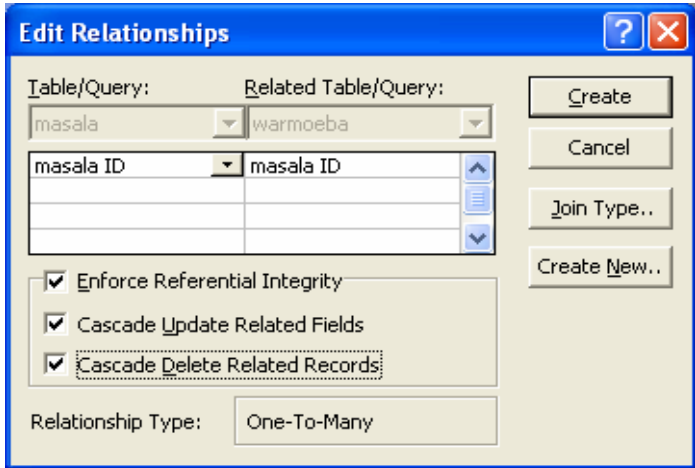 Edit Relationships
Table/Query: Related Table/Query:
masala warmoeba
masala ID masala ID
Enforce Referential Integrity
Cascade Update Related Fields
Cascade Delete Related Records
Relationship Type: One-To-Many
Create
Cancel
Join Type..
Create New..